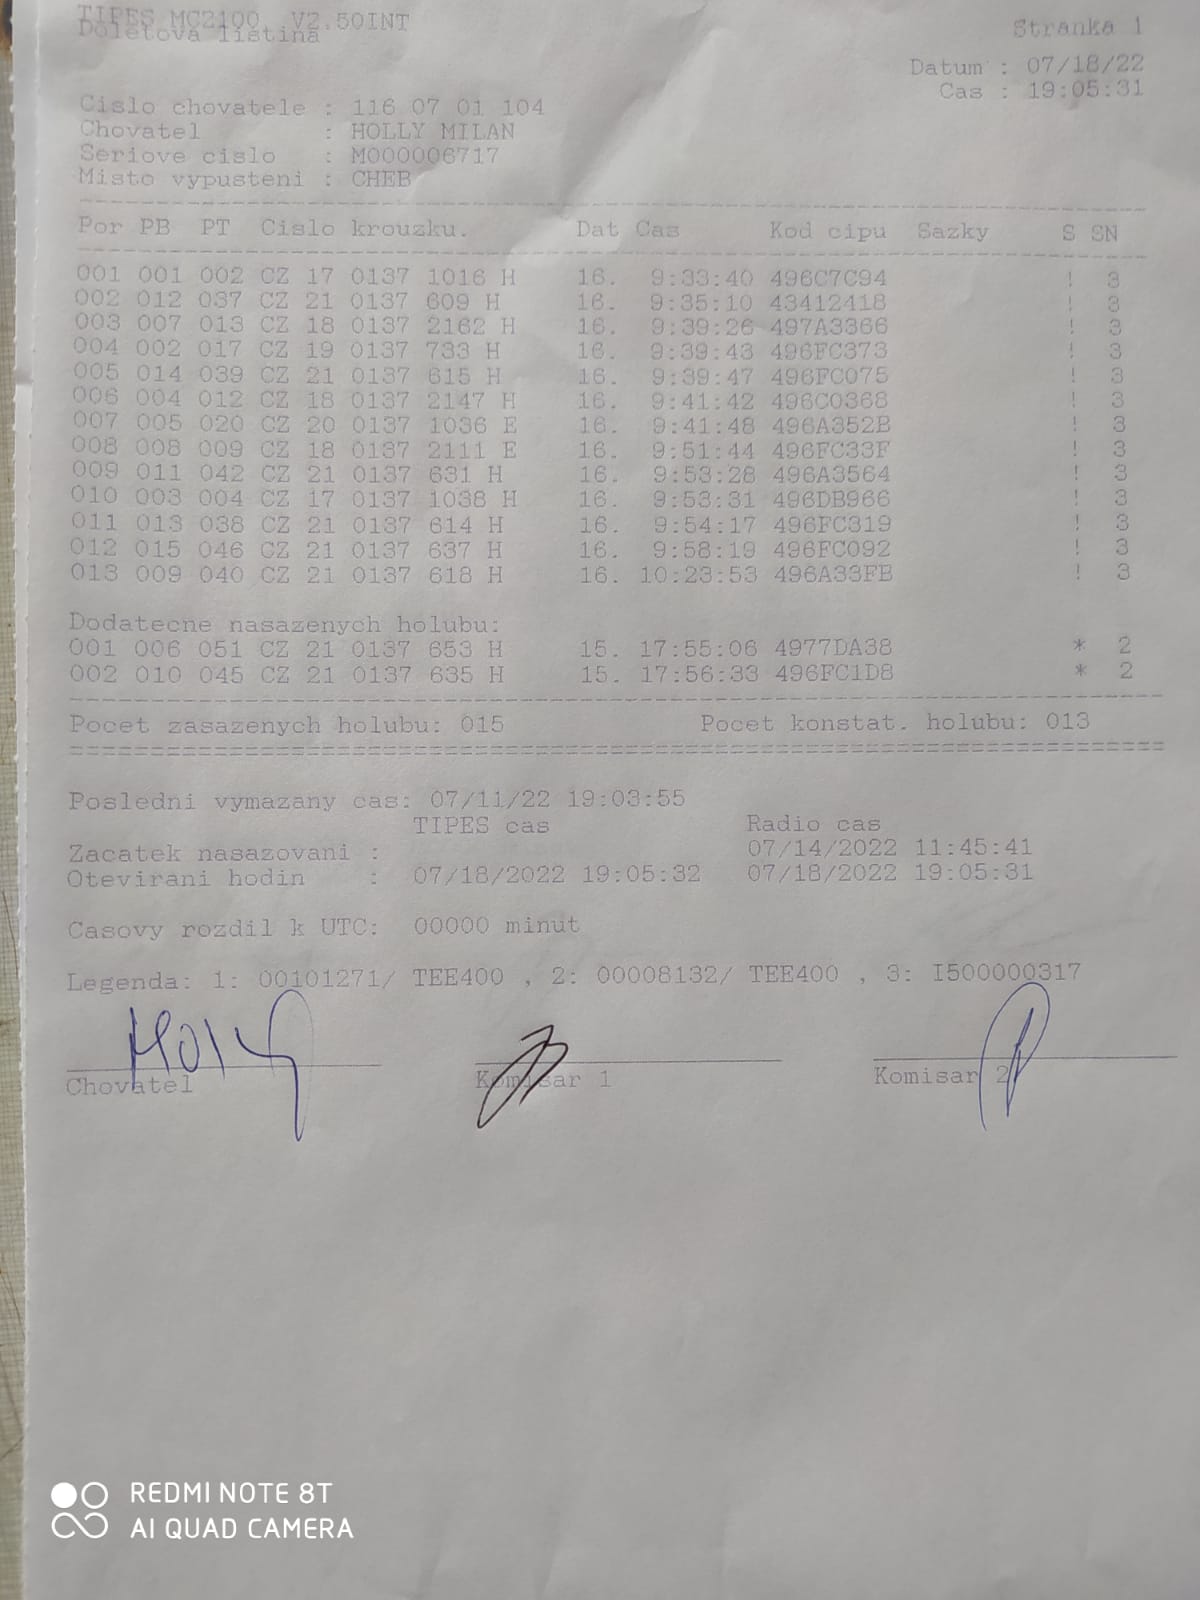 TIPES MC2100 V2.50INT
Doletova listina
Stranka 1
Datum : 07/18/22
Cas : 19:05:31
Cislo chovatele : 116 07 01 104
Chovatel : HOLLY MILAN
Seriove cislo : M000006717
Misto vypusteni : CHEB
Por PB PT Cislo krouzku. Dat Cas Kod cipu Sazky S SN
001 001 002 CZ 17 0137 1016 H 16. 9:33:40 496C7C94 ! 3
002 012 037 CZ 21 0137 609 H 16. 9:35:10 43412418 ! 3
003 007 013 CZ 18 0137 2162 H 16. 9:39:26 497A3366 ! 3
004 002 017 CZ 19 0137 733 H 16. 9:39:43 496FC373 ! 3
005 014 039 CZ 21 0137 615 H 16. 9:39:47 496FC075 ! 3
006 004 012 CZ 18 0137 2147 H 16. 9:41:42 496C0368 ! 3
007 005 020 CZ 20 0137 1036 E 16. 9:41:48 496A352B ! 3
008 008 009 CZ 18 0137 2111 E 16. 9:51:44 496FC33F ! 3
009 011 042 CZ 21 0137 631 H 16. 9:53:28 496A3564 ! 3
010 003 004 CZ 17 0137 1038 H 16. 9:53:31 496DB966 ! 3
011 013 038 CZ 21 0137 614 H 16. 9:54:17 496FC319 ! 3
012 015 046 CZ 21 0137 637 H 16. 9:58:19 496FC092 ! 3
013 009 040 CZ 21 0137 618 H 16. 10:23:53 496A33FB ! 3
Dodatecne nasazenych holubu:
001 006 051 CZ 21 0137 653 H 15. 17:55:06 4977DA38 * 2
002 010 045 CZ 21 0137 635 H 15. 17:56:33 496FC1D8 * 2
Pocet zasazenych holubu: 015 Pocet konstat. holubu: 013
Posledni vymazany cas: 07/11/22 19:03:55
TIPES cas Radio cas
Zacatek nasazovani : 07/14/2022 11:45:41
Otevirani hodin : 07/18/2022 19:05:32 07/18/2022 19:05:31
Casovy rozdil k UTC: 00000 minut
Legenda: 1: 00101271/ TEE400 , 2: 00008132/ TEE400 , 3: I500000317
Chovatel Komisar 1 Komisar 2
REDMI NOTE 8T
AI QUAD CAMERA